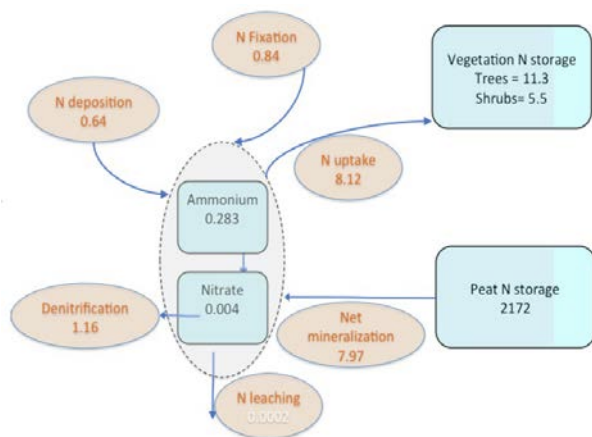 N Fixation
0.84
Vegetation N storage
Trees = 11.3
Shrubs= 5.5
N deposition
0.64
N uptake
8.12
Ammonium
0.283
Nitrate
0.004
Denitrification
1.16
Peat N storage
2172
Net
mineralization
7.97
N leaching
0.0002